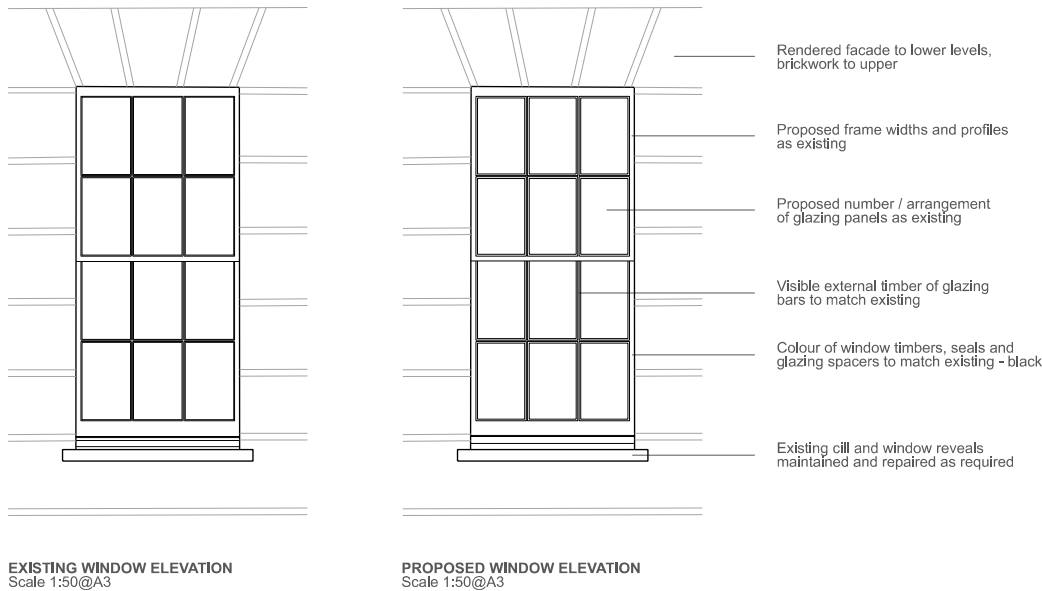 Rendered facade to lower levels,
brickwork to upper
Proposed frame widths and profiles
as existing
Proposed number / arrangement
of glazing panels as existing
Visible external timber of glazing
bars to match existing
Colour of window timbers, seals and
glazing spacers to match existing - black
Existing cill and window reveals
maintained and repaired as required
EXISTING WINDOW ELEVATION
Scale 1:50@A3
PROPOSED WINDOW ELEVATION
Scale 1:50@A3